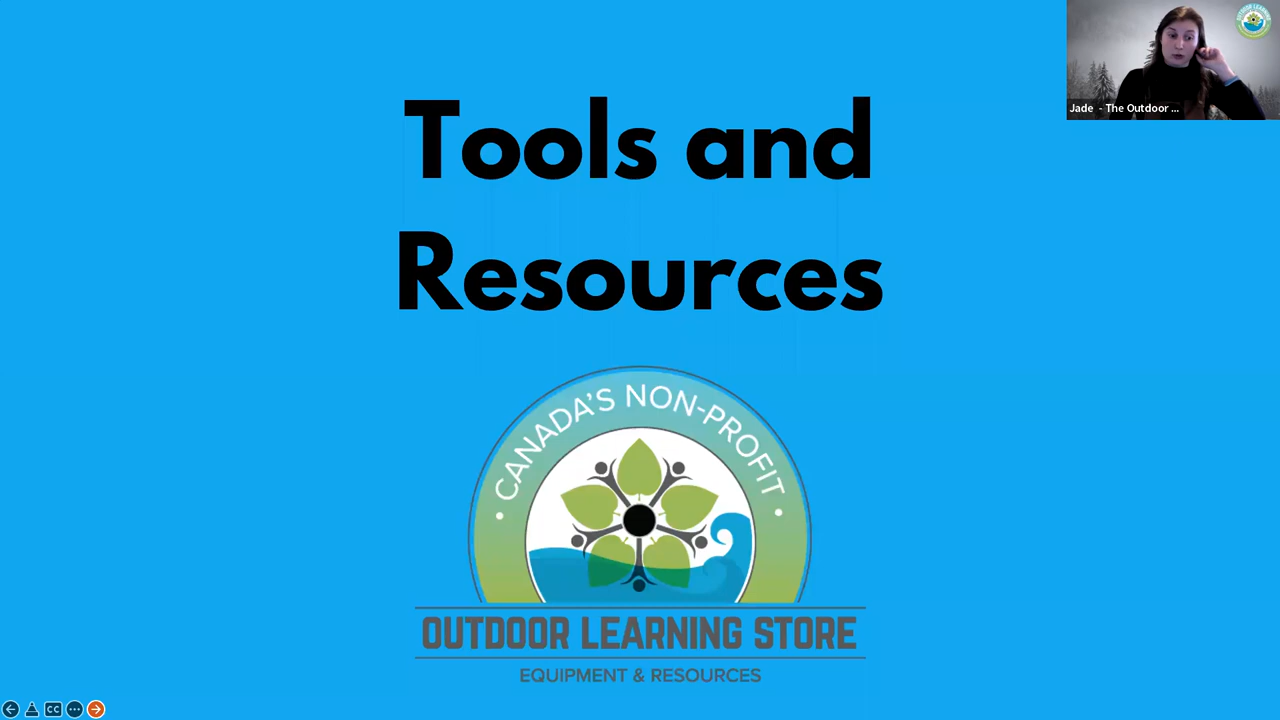 Tools and
Resources
Jade - The Outdoor ...
• CANADA'S NON-PROFIT •
OUTDOOR LEARNING STORE
EQUIPMENT & RESOURCES
CC